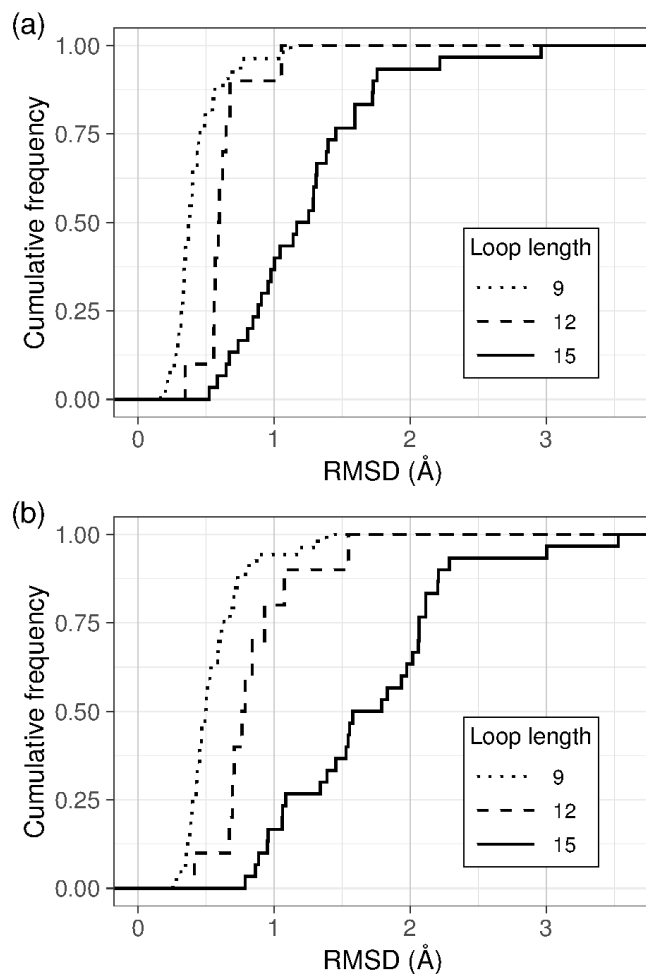 (a)
1.00
0.75
0.50
0.25
0.00
Cumulative frequency
Loop length
9
12
15
0 1 2 3
RMSD (Å)
(b)
1.00
0.75
0.50
0.25
0.00
Cumulative frequency
Loop length
9
12
15
0 1 2 3
RMSD (Å)